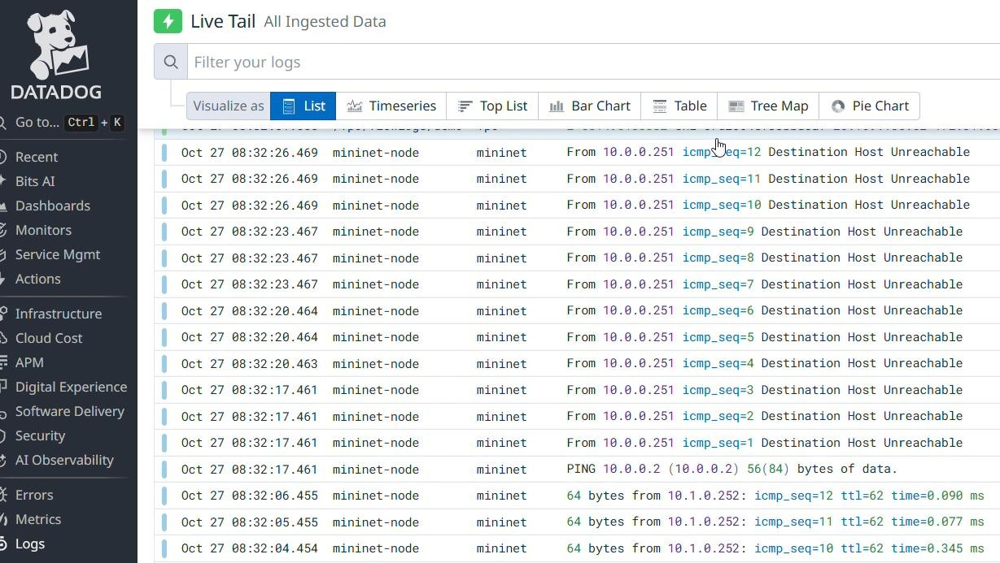 DATADOG
Go to... Ctrl + K
Recent
Bits AI
Dashboards
Monitors
Service Mgmt
Actions
Infrastructure
Cloud Cost
APM
Digital Experience
Software Delivery
Security
AI Observability
Errors
Metrics
Logs
Live Tail All Ingested Data
Filter your logs
Visualize as List Timeseries Top List Bar Chart Table Tree Map Pie Chart
Oct 27 08:32:26.469 mininet-node mininet From 10.0.0.251 icmp_seq=12 Destination Host Unreachable
Oct 27 08:32:26.469 mininet-node mininet From 10.0.0.251 icmp_seq=11 Destination Host Unreachable
Oct 27 08:32:26.469 mininet-node mininet From 10.0.0.251 icmp_seq=10 Destination Host Unreachable
Oct 27 08:32:23.467 mininet-node mininet From 10.0.0.251 icmp_seq=9 Destination Host Unreachable
Oct 27 08:32:23.467 mininet-node mininet From 10.0.0.251 icmp_seq=8 Destination Host Unreachable
Oct 27 08:32:23.467 mininet-node mininet From 10.0.0.251 icmp_seq=7 Destination Host Unreachable
Oct 27 08:32:20.464 mininet-node mininet From 10.0.0.251 icmp_seq=6 Destination Host Unreachable
Oct 27 08:32:20.464 mininet-node mininet From 10.0.0.251 icmp_seq=5 Destination Host Unreachable
Oct 27 08:32:20.463 mininet-node mininet From 10.0.0.251 icmp_seq=4 Destination Host Unreachable
Oct 27 08:32:17.461 mininet-node mininet From 10.0.0.251 icmp_seq=3 Destination Host Unreachable
Oct 27 08:32:17.461 mininet-node mininet From 10.0.0.251 icmp_seq=2 Destination Host Unreachable
Oct 27 08:32:17.461 mininet-node mininet From 10.0.0.251 icmp_seq=1 Destination Host Unreachable
Oct 27 08:32:17.461 mininet-node mininet PING 10.0.0.2 (10.0.0.2) 56(84) bytes of data.
Oct 27 08:32:06.455 mininet-node mininet 64 bytes from 10.1.0.252: icmp_seq=12 ttl=62 time=0.090 ms
Oct 27 08:32:05.455 mininet-node mininet 64 bytes from 10.1.0.252: icmp_seq=11 ttl=62 time=0.077 ms
Oct 27 08:32:04.454 mininet-node mininet 64 bytes from 10.1.0.252: icmp_seq=10 ttl=62 time=0.345 ms